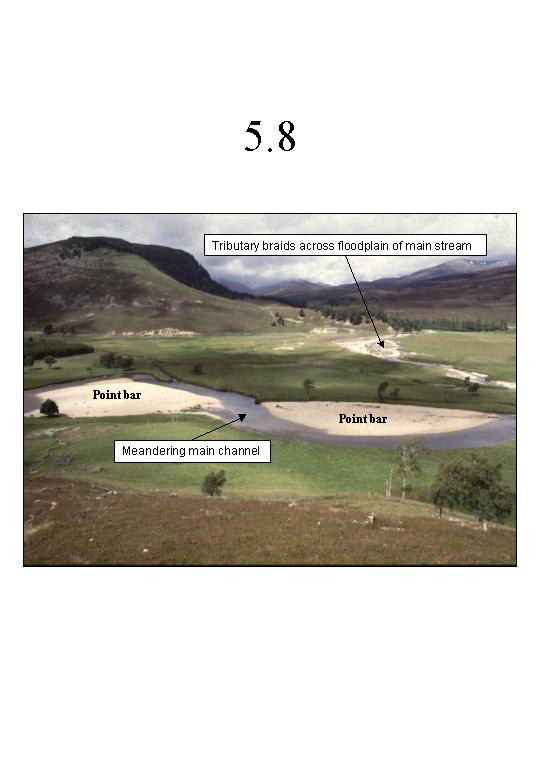 5.8
Tributary braids across floodplain of main stream
Point bar
Point bar
Meandering main channel